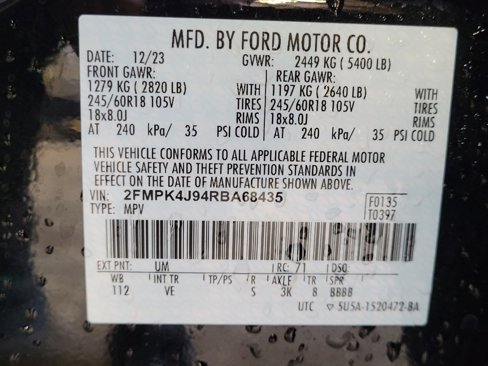 MFD. BY FORD MOTOR CO.
DATE: 12/23 GVWR: 2449 KG ( 5400 LB)
FRONT GAWR: REAR GAWR:
1279 KG ( 2820 LB) WITH 1197 KG ( 2640 LB) WITH
245/60R18 105V TIRES 245/60R18 105V TIRES
18x8.0J RIMS 18x8.0J RIMS
AT 240 kPa/ 35 PSI COLD AT 240 kPa/ 35 PSI COLD
THIS VEHICLE CONFORMS TO ALL APPLICABLE FEDERAL MOTOR
VEHICLE SAFETY AND THEFT PREVENTION STANDARDS IN
EFFECT ON THE DATE OF MANUFACTURE SHOWN ABOVE.
VIN: 2FMPK4J94RBA68435 F0135
TYPE: MPV T0397
EXT PNT: UM RC: 71 DSO:
WB INT TR TP/PS R AXLE TR SPR
112 VE S 3K 8 BBBB
UTC ▽ 5U5A-1520472-BA